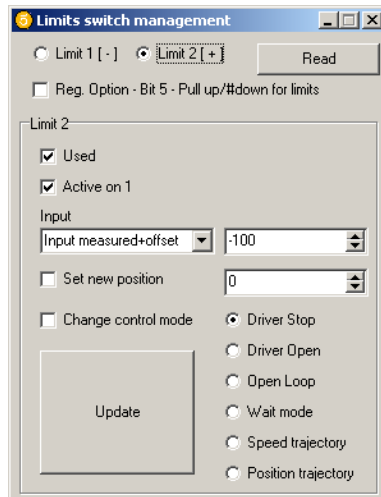 Limits switch management
Limit 1 [ - ] Limit 2 [ + ] Read
Reg. Option - Bit 5 - Pull up/#down for limits
Limit 2
Used
Active on 1
Input
Input measured+offset -100
Set new position 0
Change control mode Driver Stop
Driver Open
Open Loop
Update Wait mode
Speed trajectory
Position trajectory